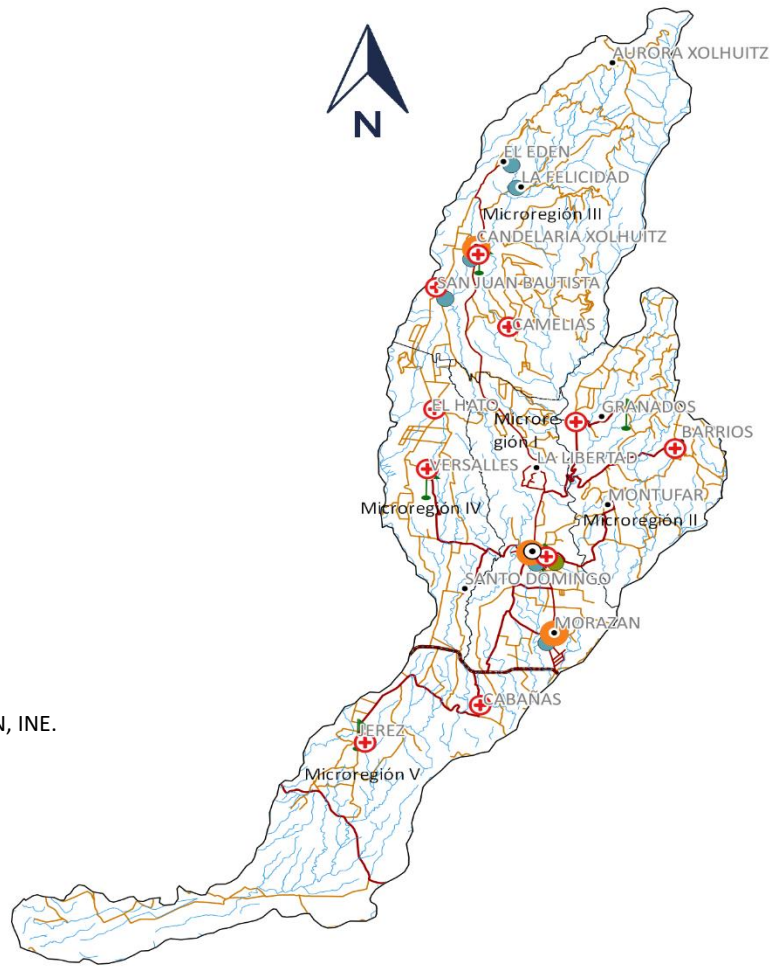 AURORA XOLHUITZ
N
EL EDEN
LA FELICIDAD
Microregión III
CANDELARIA XOLHUITZ
SAN JUAN BAUTISTA
CAMELIAS
EL HATO
GRANADOS
Microre
gión I
BARRIOS
LA LIBERTAD
VERSALLES
MONTUFAR
Microregión IV
Microregión II
SANTO DOMINGO
MORAZAN
CABAÑAS
N, INE.
JEREZ
Microregión V